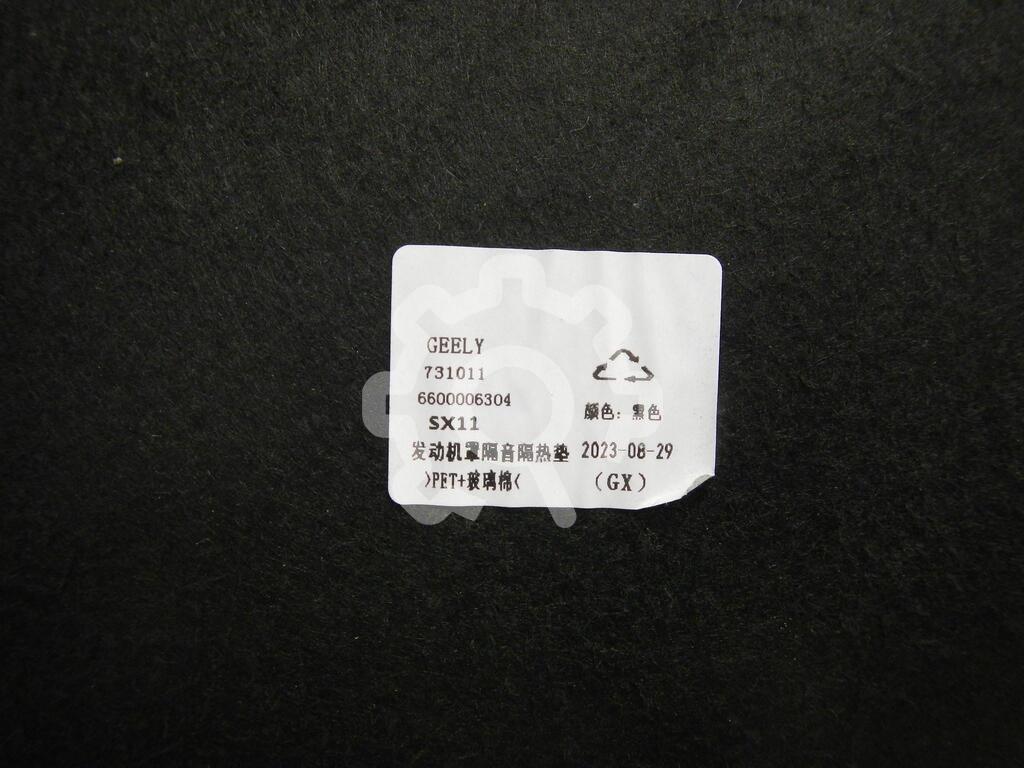 GEELY
731011
6600006304
SX11
颜色：黑色
发动机罩隔音隔热垫 2023-08-29
>PET+玻璃棉< （GX）